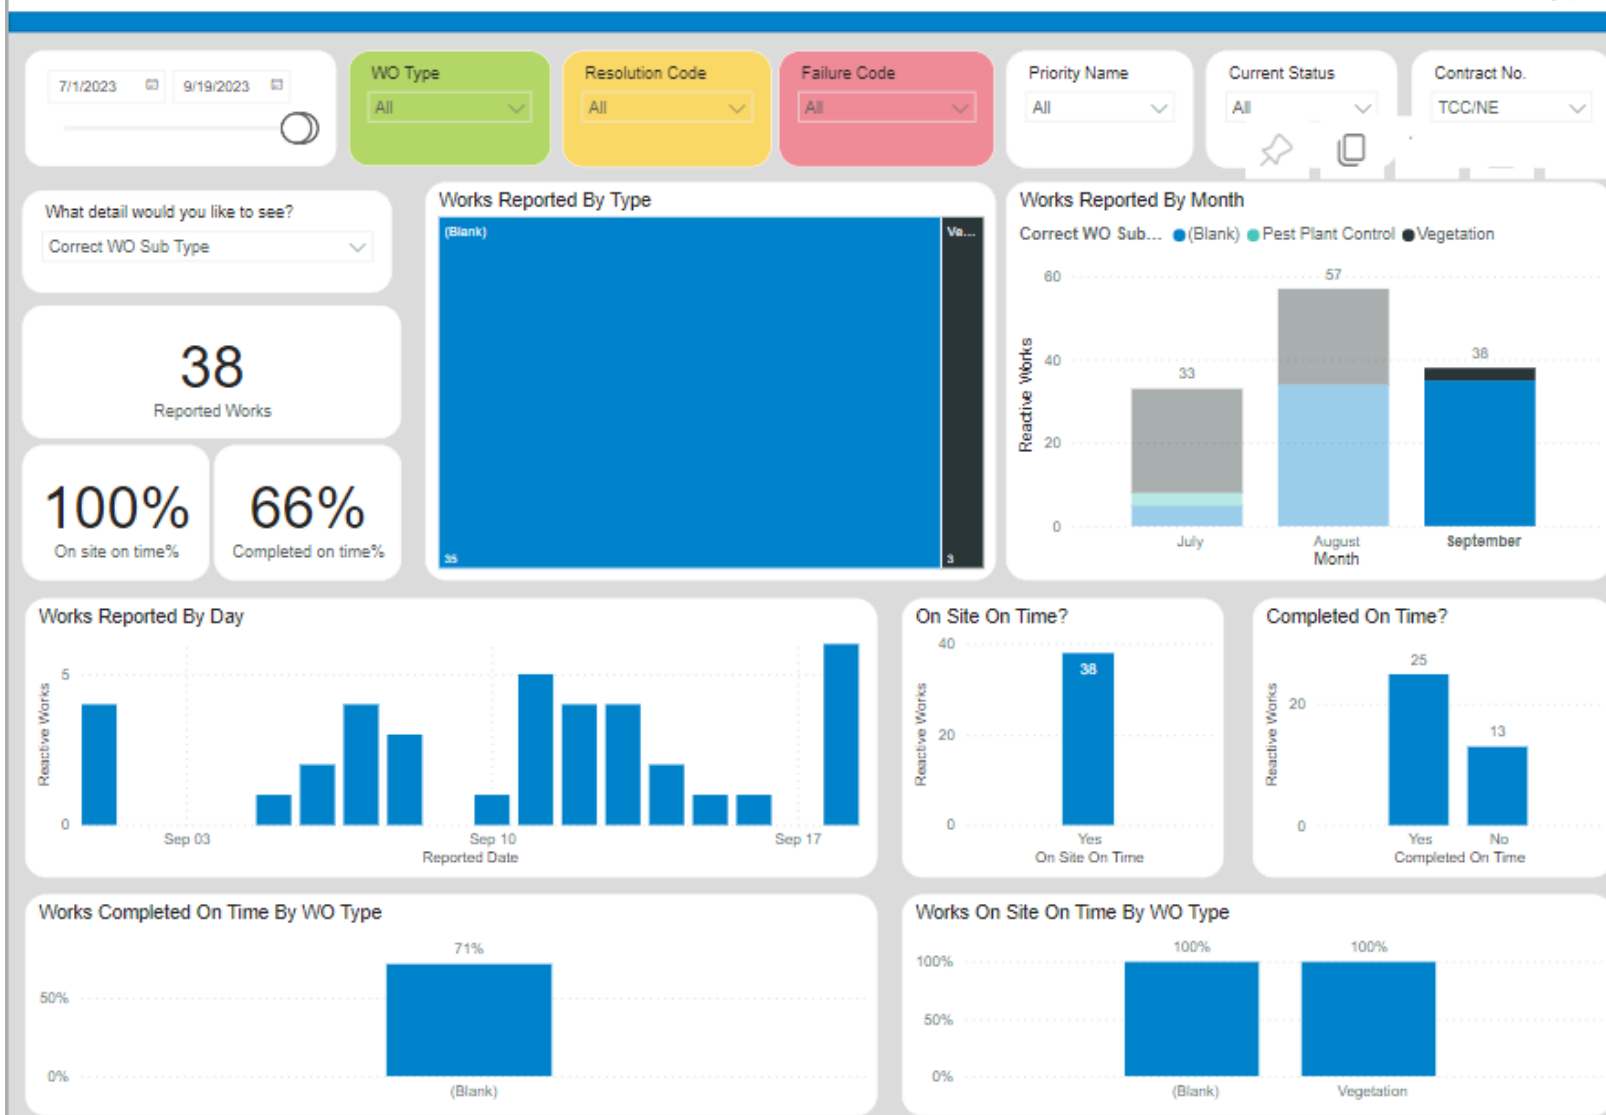 7/1/2023
9/19/2023
WO Type
All
Resolution Code
All
Failure Code
All
Priority Name
All
Current Status
All
Contract No.
TCC/NE
What detail would you like to see?
Correct WO Sub Type
38
Reported Works
100%
On site on time%
66%
Completed on time%
Works Reported By Type
(Blank)
Ve...
35
3
Works Reported By Month
Correct WO Sub... (Blank) Pest Plant Control Vegetation
60
40
20
0
Reactive Works
33
57
38
July
August
September
Month
Works Reported By Day
Reactive Works
5
0
Sep 03
Sep 10
Sep 17
Reported Date
On Site On Time?
Reactive Works
40
20
0
38
Yes
On Site On Time
Completed On Time?
Reactive Works
20
0
25
13
Yes
No
Completed On Time
Works Completed On Time By WO Type
50%
0%
71%
(Blank)
Works On Site On Time By WO Type
100%
50%
0%
100%
100%
(Blank)
Vegetation